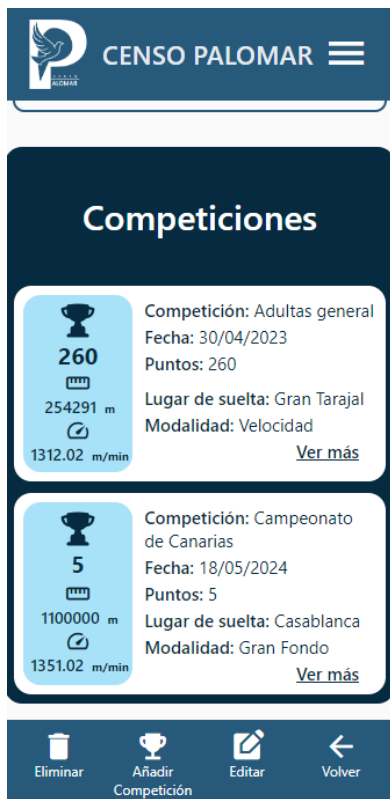 CENSO PALOMAR
PALOMAR
Competiciones
260
254291 m
1312.02 m/min
Competición: Adultas general
Fecha: 30/04/2023
Puntos: 260
Lugar de suelta: Gran Tarajal
Modalidad: Velocidad
Ver más
5
1100000 m
1351.02 m/min
Competición: Campeonato
de Canarias
Fecha: 18/05/2024
Puntos: 5
Lugar de suelta: Casablanca
Modalidad: Gran Fondo
Ver más
Eliminar
Añadir
Competición
Editar
Volver